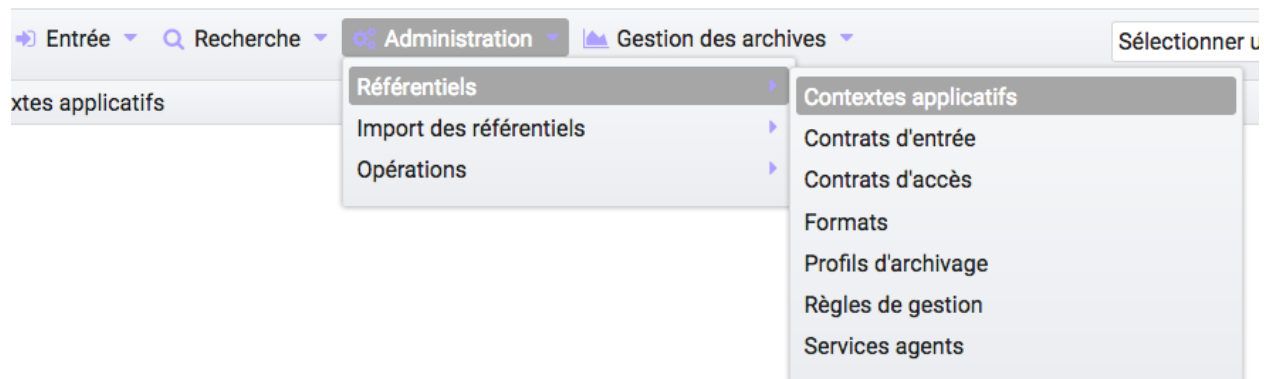 Entrée Recherche Administration Gestion des archives Sélectionner u
xtes applicatifs
Référentiels
Import des référentiels
Opérations
Contextes applicatifs
Contrats d'entrée
Contrats d'accès
Formats
Profils d'archivage
Règles de gestion
Services agents